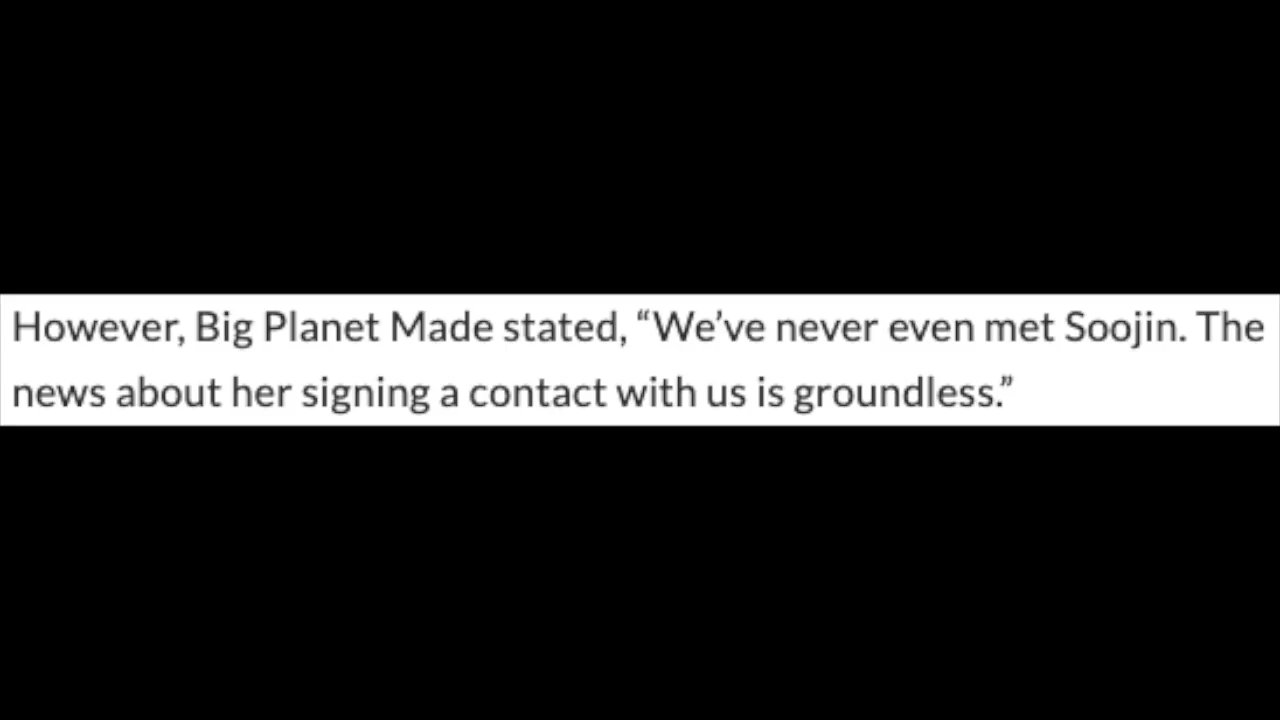 However, Big Planet Made stated, “We’ve never even met Soojin. The
news about her signing a contact with us is groundless.”